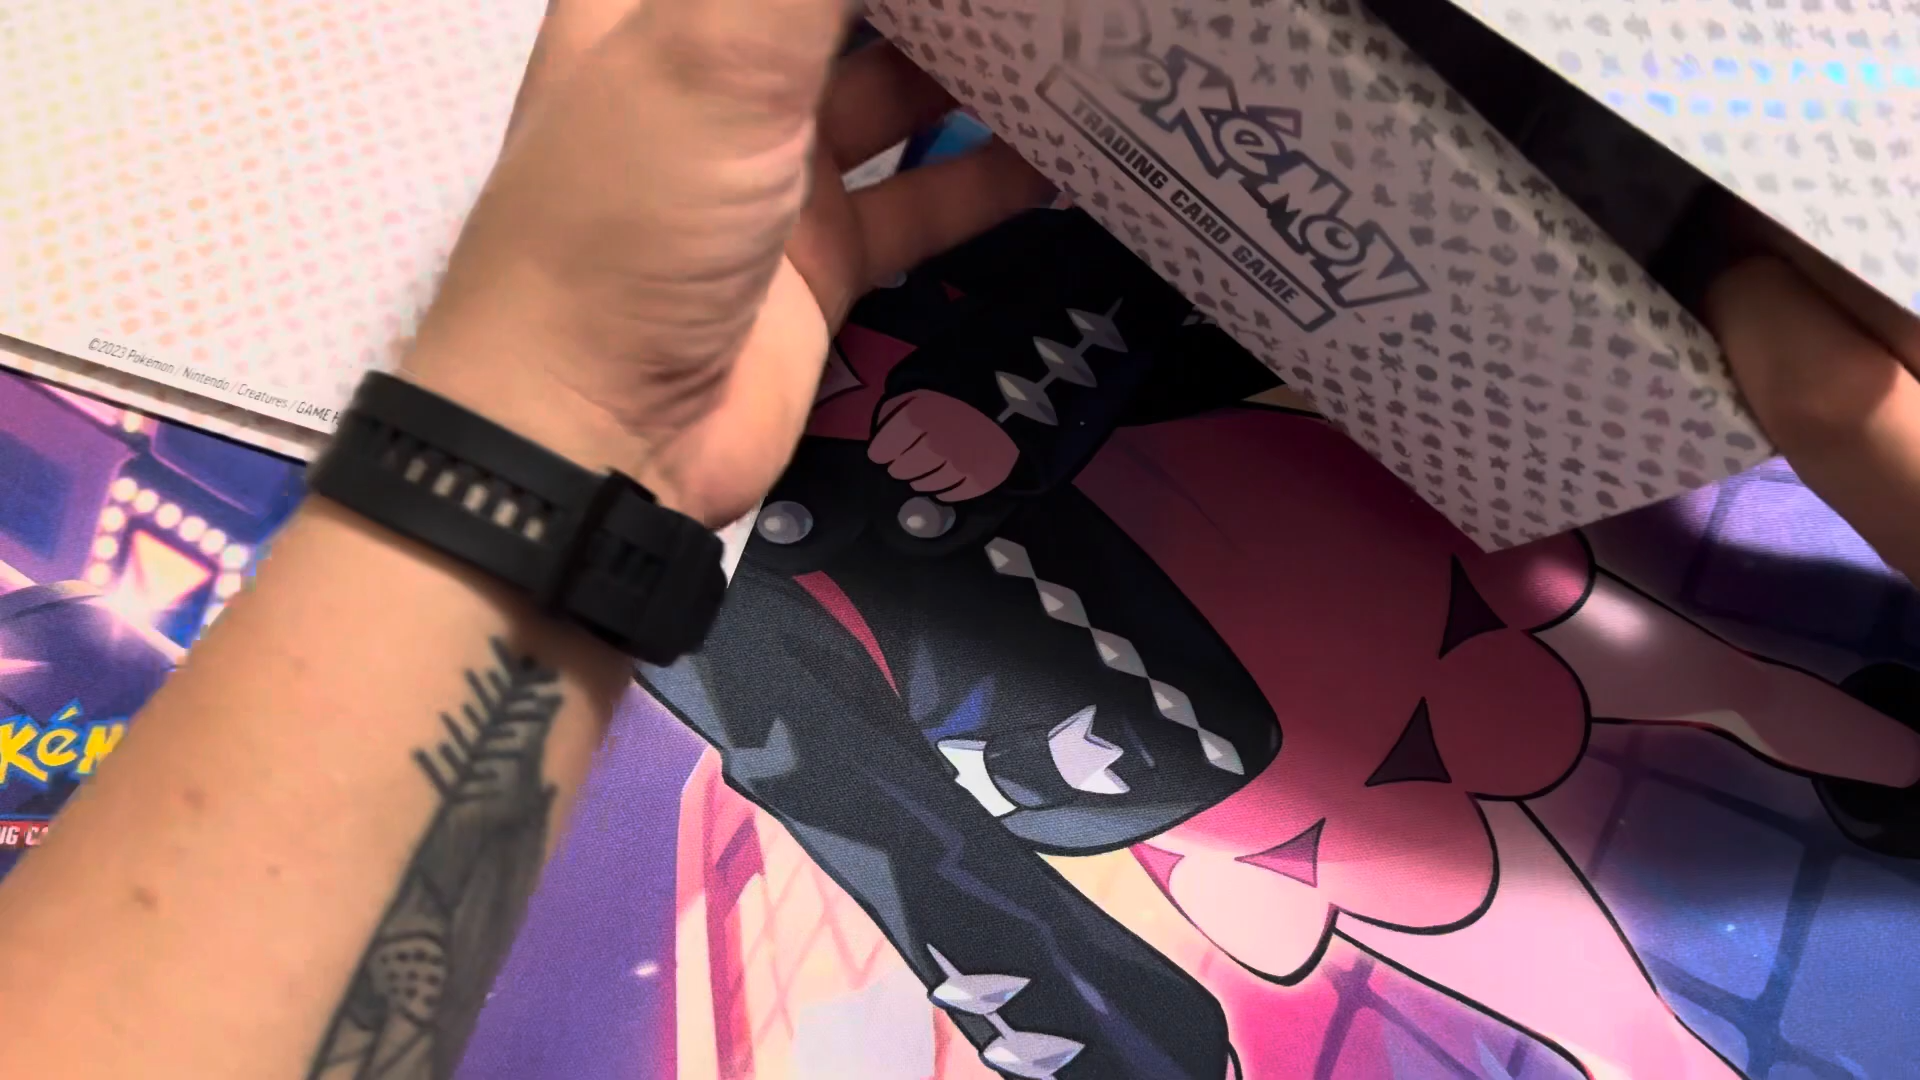 Pokémon
TRADING CARD GAME
©2023 Pokémon / Nintendo / Creatures / GAME